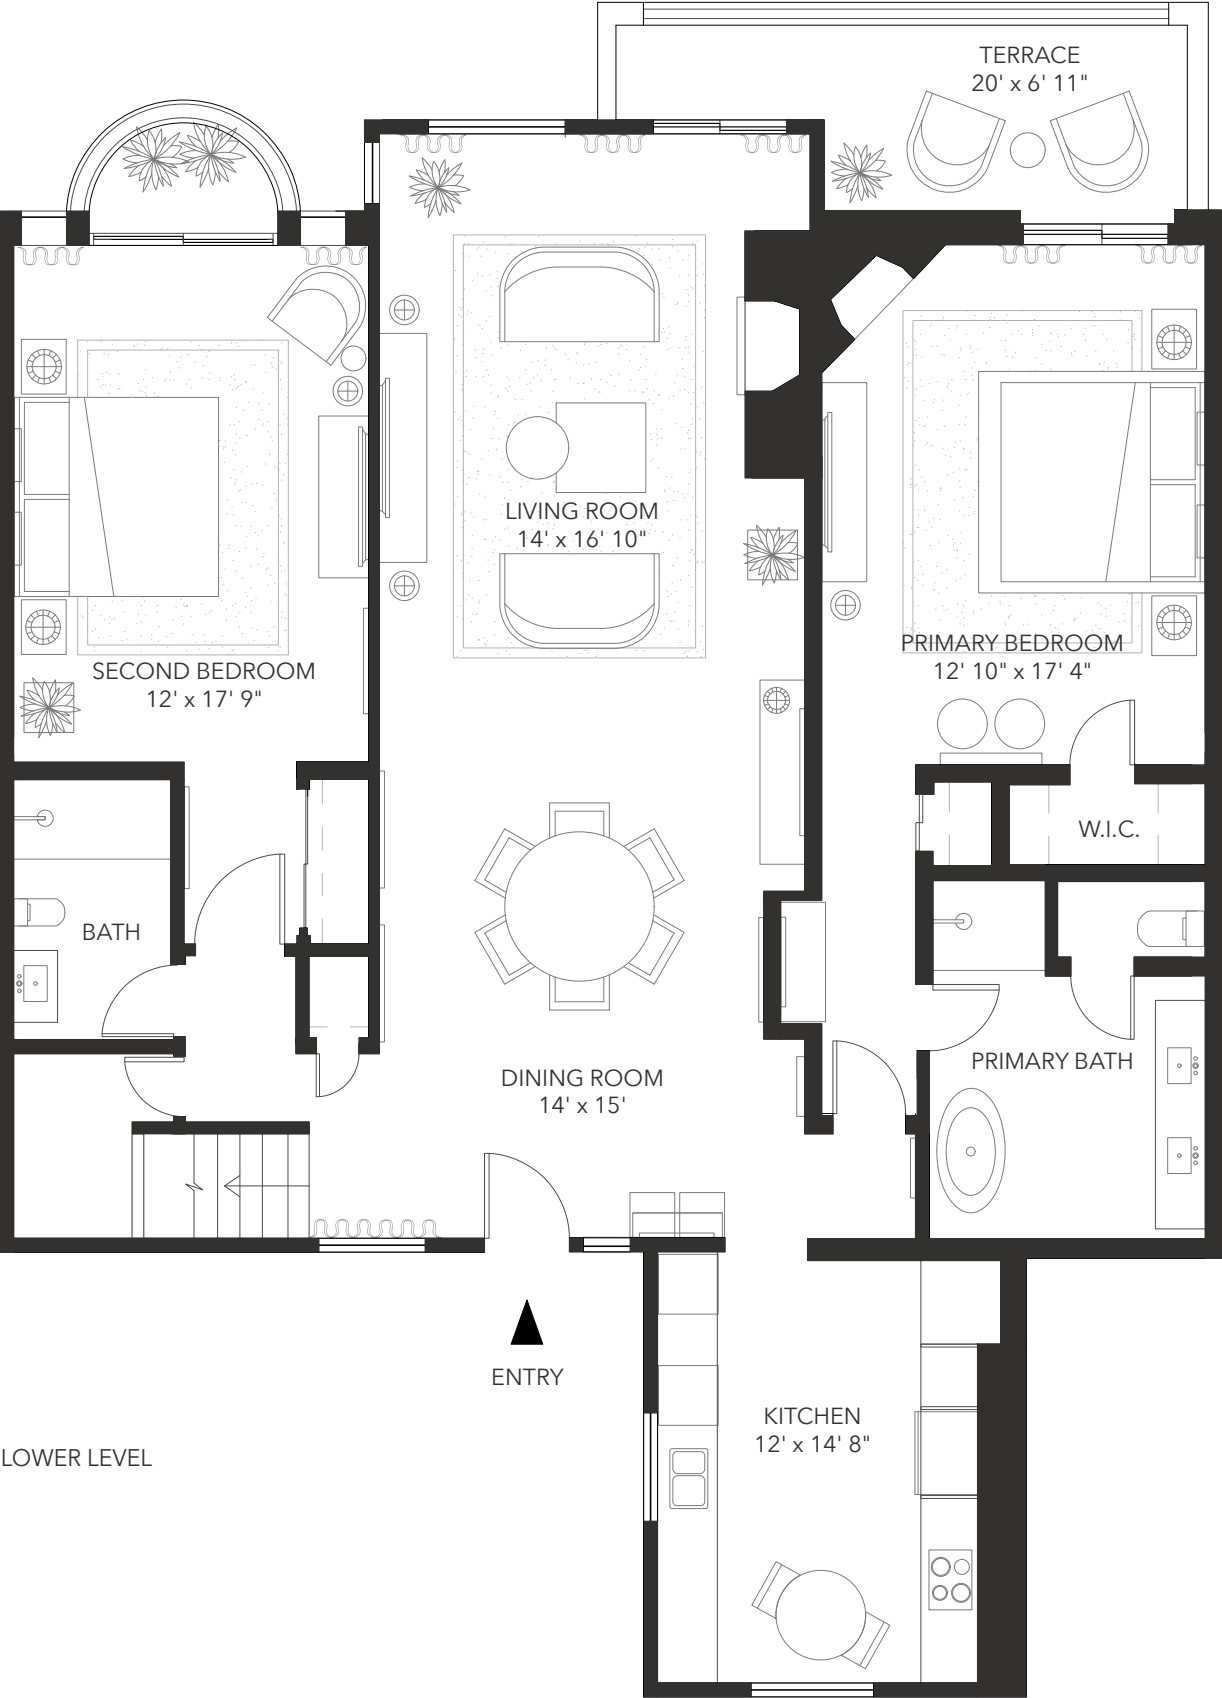 TERRACE
20' x 6' 11"
LIVING ROOM
14' x 16' 10"
SECOND BEDROOM
12' x 17' 9"
PRIMARY BEDROOM
12' 10" x 17' 4"
W.I.C.
BATH
PRIMARY BATH
DINING ROOM
14' x 15'
ENTRY
KITCHEN
12' x 14' 8"
LOWER LEVEL